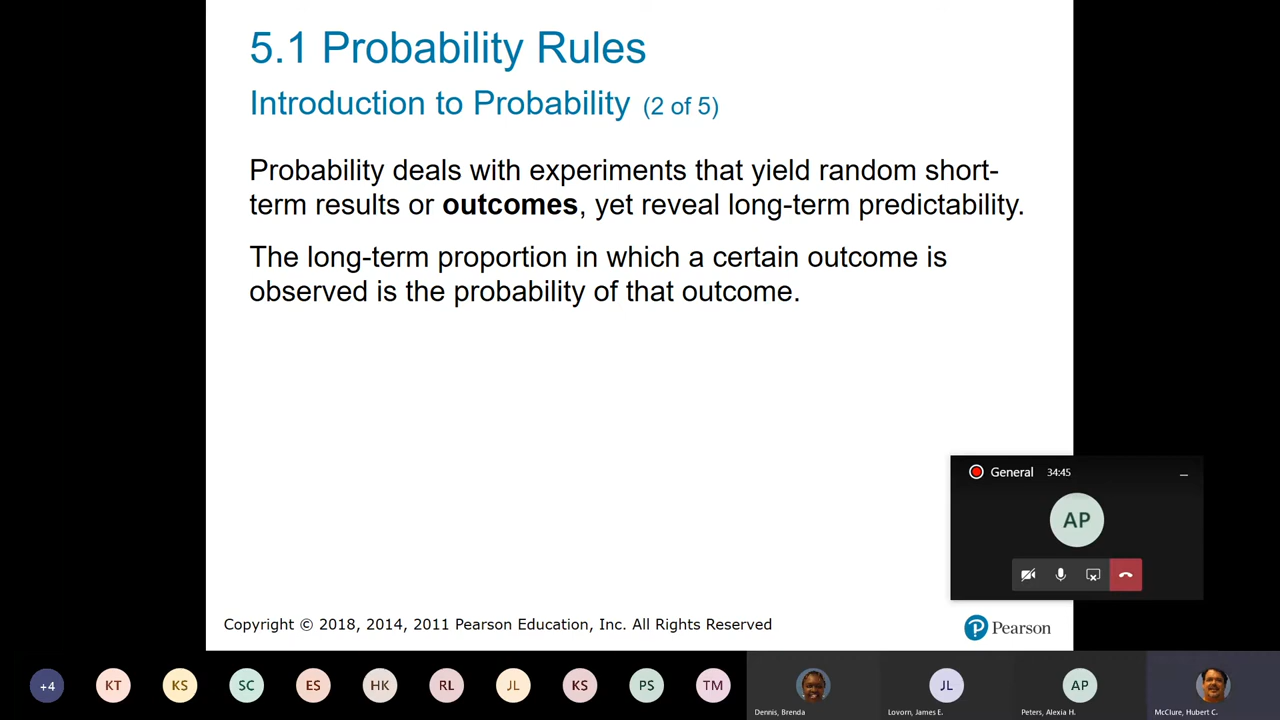 5.1 Probability Rules
Introduction to Probability (2 of 5)
Probability deals with experiments that yield random short-
term results or outcomes, yet reveal long-term predictability.
The long-term proportion in which a certain outcome is
observed is the probability of that outcome.
General 34:45
AP
Copyright © 2018, 2014, 2011 Pearson Education, Inc. All Rights Reserved
Pearson
+4 KT KS SC ES HK RL JL KS PS TM JL AP
Dennis, Brenda Lovorn, James E. Peters, Alexia H. McClure, Hubert C.